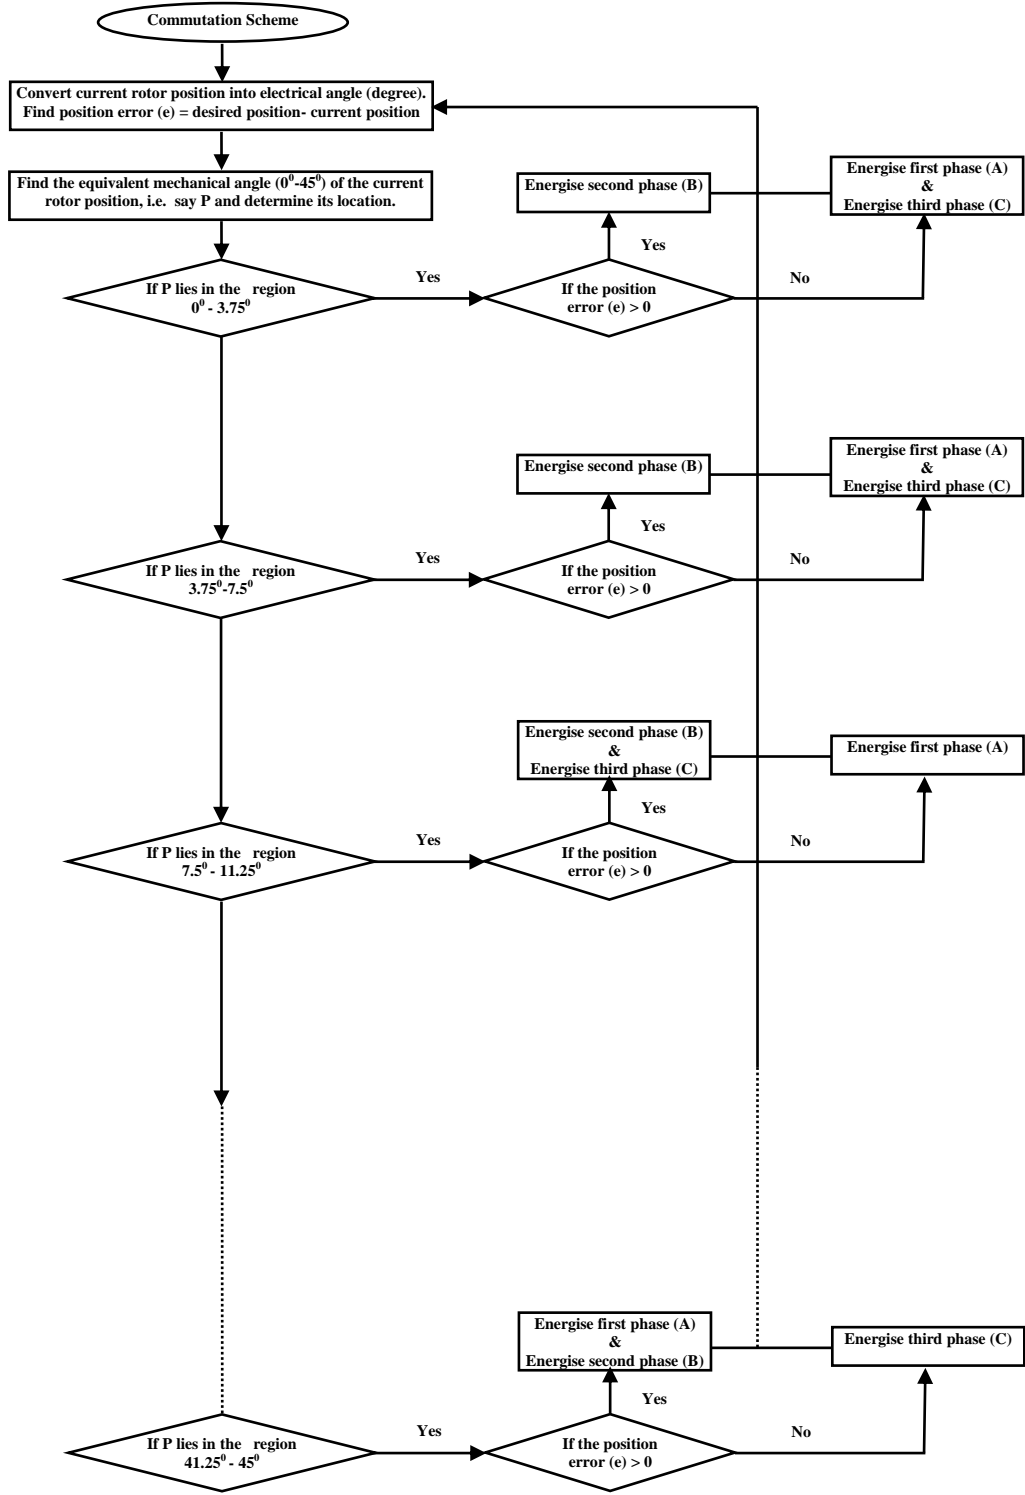 Commutation Scheme
Convert current rotor position into electrical angle (degree).
Find position error (e) = desired position- current position
Find the equivalent mechanical angle (0⁰-45⁰) of the current
rotor position, i.e. say P and determine its location.
Energise second phase (B)
Energise first phase (A)
&
Energise third phase (C)
Yes
If P lies in the region
0⁰ - 3.75⁰
Yes
If the position
error (e) > 0
No
Energise second phase (B)
Energise first phase (A)
&
Energise third phase (C)
Yes
If P lies in the region
3.75⁰-7.5⁰
Yes
If the position
error (e) > 0
No
Energise second phase (B)
&
Energise third phase (C)
Energise first phase (A)
Yes
If P lies in the region
7.5⁰ - 11.25⁰
Yes
If the position
error (e) > 0
No
Energise first phase (A)
&
Energise second phase (B)
Energise third phase (C)
Yes
If P lies in the region
41.25⁰ - 45⁰
Yes
If the position
error (e) > 0
No